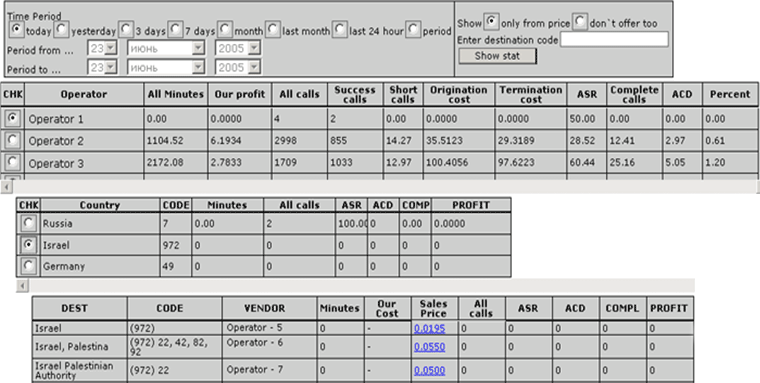 Time Period
today yesterday 3 days 7 days month last month last 24 hour period
Period from ... 23 июнь 2005
Period to ... 23 июнь 2005
Show only from price don`t offer too
Enter destination code
Show stat
CHK Operator All Minutes Our profit All calls Success calls Short calls Origination cost Termination cost ASR Complete calls ACD Percent
Operator 1 0.00 0.0000 4 2 0.00 0.0000 0.0000 50.00 0.00 0.00 0.00
Operator 2 1104.52 6.1934 2998 855 14.27 35.5123 29.3189 28.52 12.41 2.97 0.61
Operator 3 2172.08 2.7833 1709 1033 12.97 100.4056 97.6223 60.44 25.16 5.05 1.20
CHK Country CODE Minutes All calls ASR ACD COMP PROFIT
Russia 7 0.00 2 100.00 0 0.00 0.0000
Israel 972 0 0 0 0 0 0
Germany 49 0 0 0 0 0 0
DEST CODE VENDOR Minutes Our Cost Sales Price All calls ASR ACD COMPL PROFIT
Israel (972) Operator - 5 0 - 0.0195 0 0 0 0 0
Israel, Palestina (972) 22, 42, 82, 92 Operator - 6 0 - 0.0550 0 0 0 0 0
Israel Palestinian Authority (972) 22 Operator - 7 0 - 0.0500 0 0 0 0 0